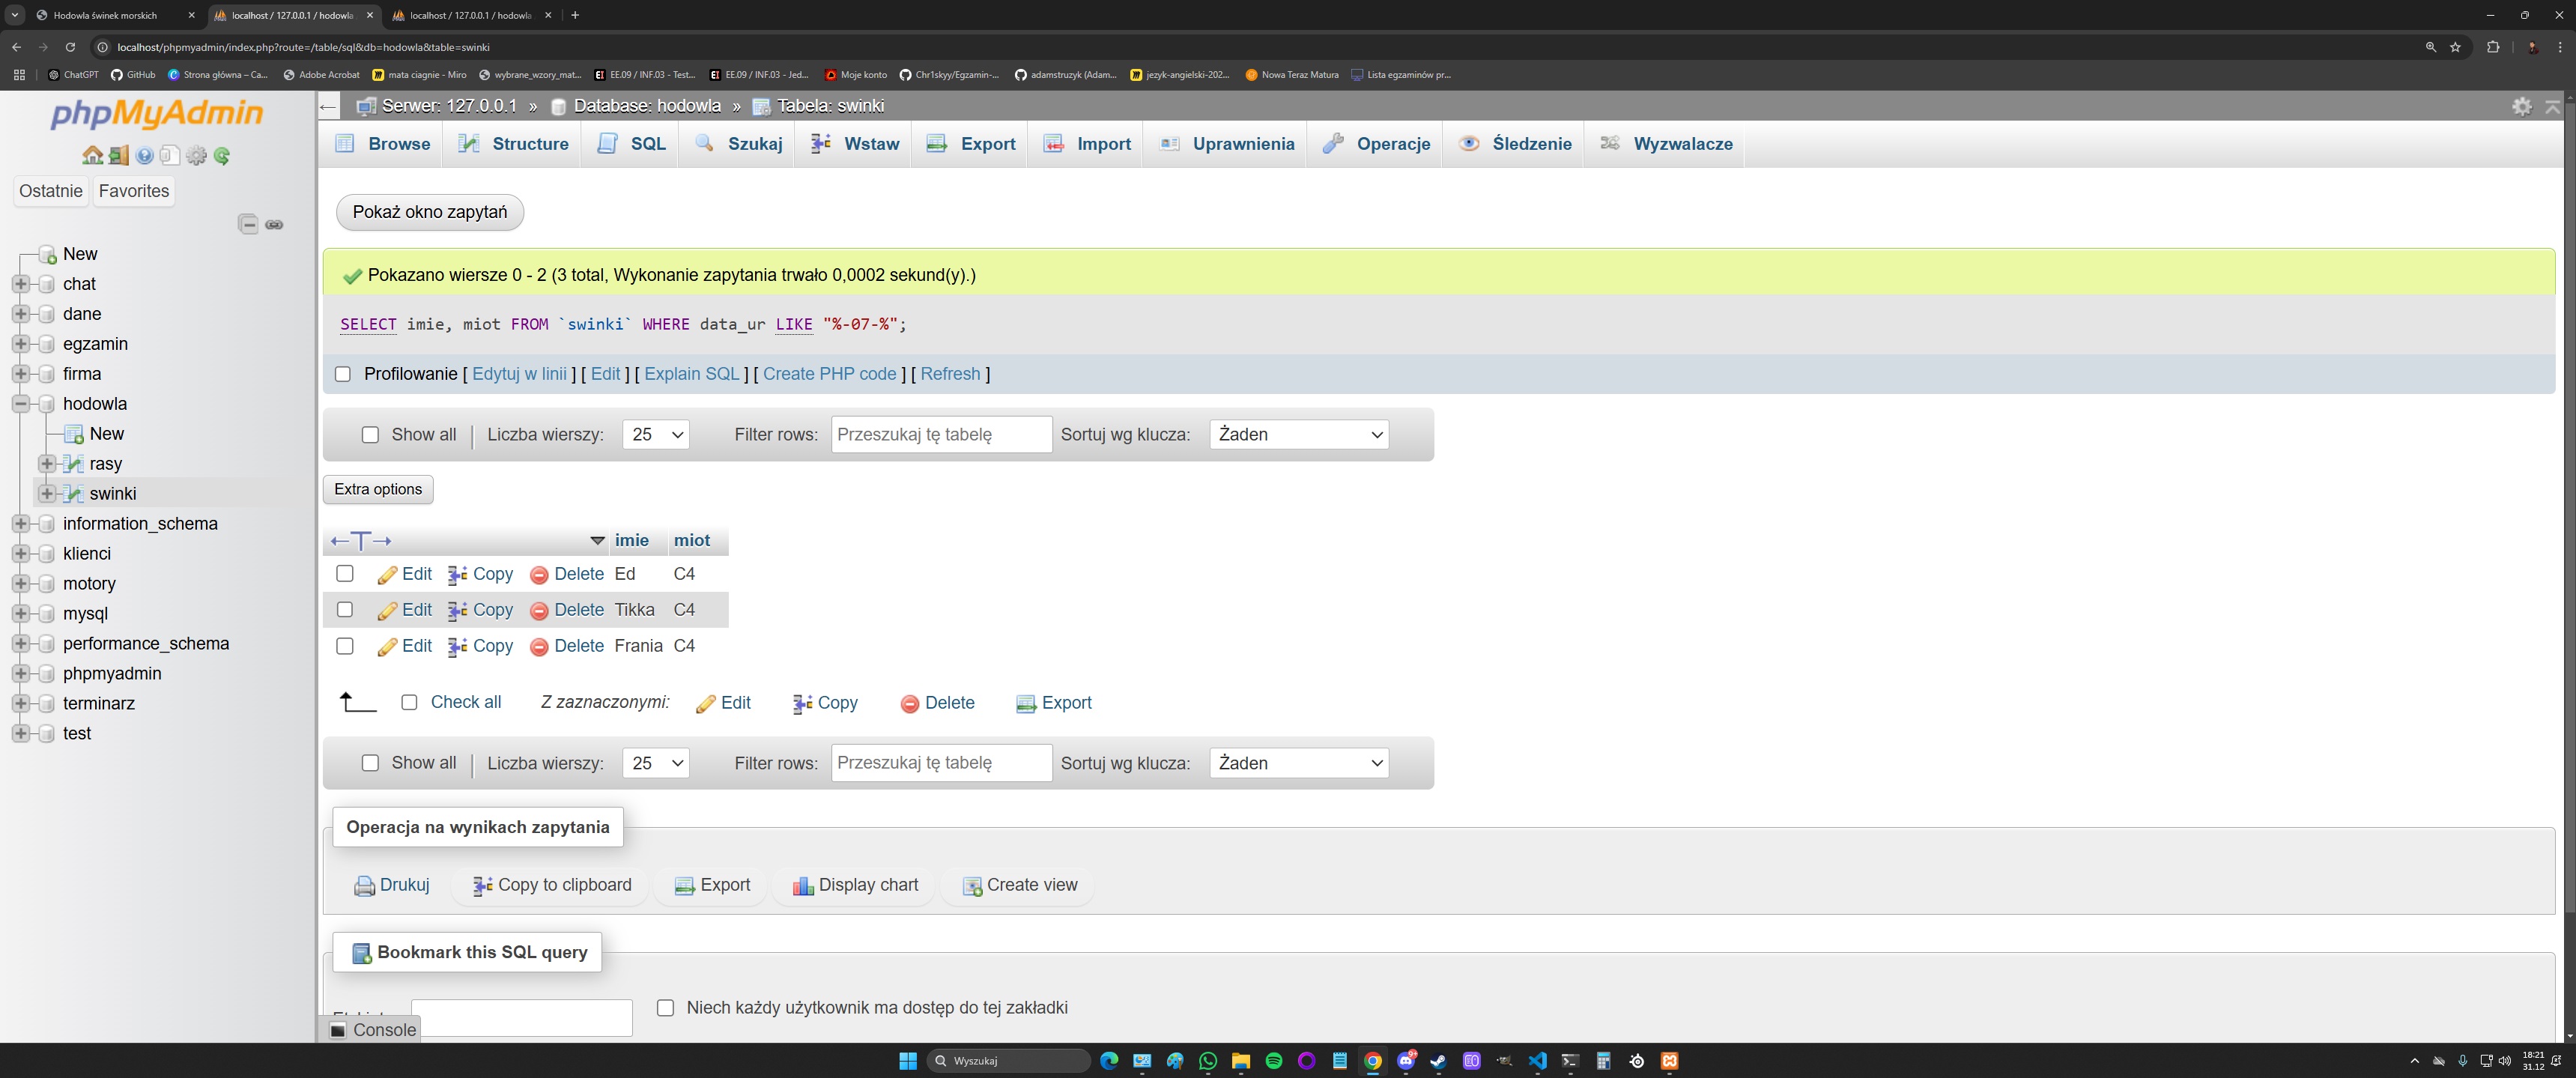 Hodowla świnek morskich
localhost / 127.0.0.1 / hodowla
localhost / 127.0.0.1 / hodowla
localhost/phpmyadmin/index.php?route=/table/sql&db=hodowla&table=swinki
ChatGPT
GitHub
Strona główna – Ca...
Adobe Acrobat
mata ciagnie - Miro
wybrane_wzory_mat...
EE.09 / INF.03 - Test...
EE.09 / INF.03 - Jed...
Moje konto
Chr1skyy/Egzamin-...
adamstruzyk (Adam...
jezyk-angielski-202...
Nowa Teraz Matura
Lista egzaminów pr...
phpMyAdmin
Ostatnie Favorites
New
chat
dane
egzamin
firma
hodowla
New
rasy
swinki
information_schema
klienci
motory
mysql
performance_schema
phpmyadmin
terminarz
test
Serwer: 127.0.0.1 » Database: hodowla » Tabela: swinki
Browse Structure SQL Szukaj Wstaw Export Import Uprawnienia Operacje Śledzenie Wyzwalacze
Pokaż okno zapytań
Pokazano wiersze 0 - 2 (3 total, Wykonanie zapytania trwało 0,0002 sekund(y).)
SELECT imie, miot FROM `swinki` WHERE data_ur LIKE "%-07-%";
Profilowanie [ Edytuj w linii ] [ Edit ] [ Explain SQL ] [ Create PHP code ] [ Refresh ]
Show all | Liczba wierszy: 25 Filter rows: Przeszukaj tę tabelę Sortuj wg klucza: Żaden
Extra options
←T→ imie miot
Edit Copy Delete Ed C4
Edit Copy Delete Tikka C4
Edit Copy Delete Frania C4
Check all Z zaznaczonymi: Edit Copy Delete Export
Show all | Liczba wierszy: 25 Filter rows: Przeszukaj tę tabelę Sortuj wg klucza: Żaden
Operacja na wynikach zapytania
Drukuj Copy to clipboard Export Display chart Create view
Bookmark this SQL query
Niech każdy użytkownik ma dostęp do tej zakładki
Console
Wyszukaj
18:21
31.12